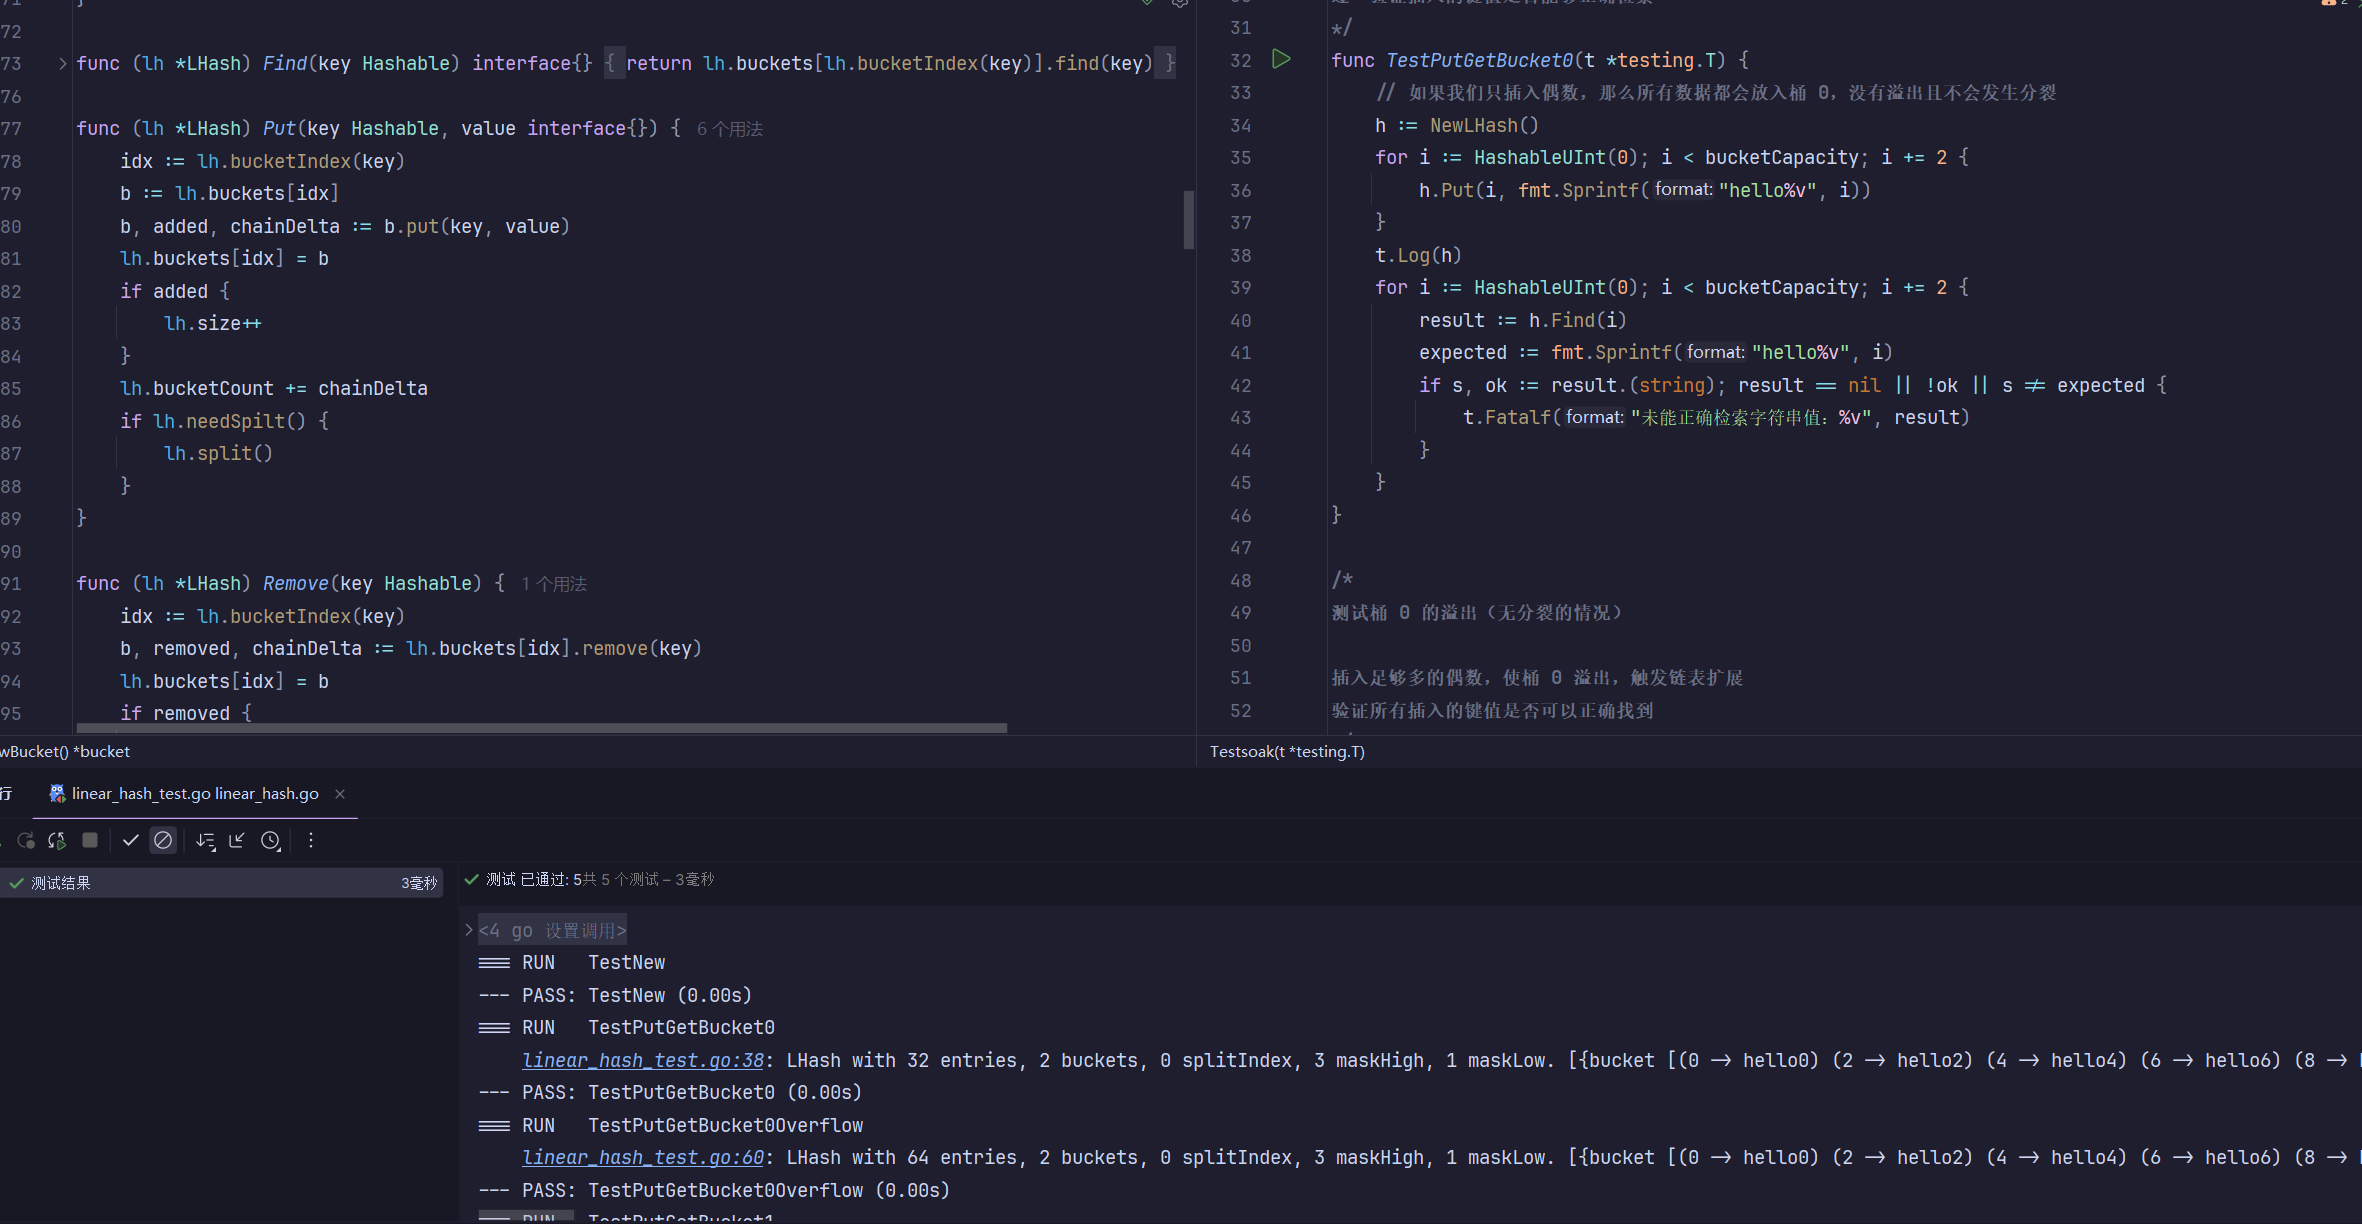 72
73 func (lh *LHash) Find(key Hashable) interface{} { return lh.buckets[lh.bucketIndex(key)].find(key) }
76
77 func (lh *LHash) Put(key Hashable, value interface{}) { 6 个用法
78 idx := lh.bucketIndex(key)
79 b := lh.buckets[idx]
80 b, added, chainDelta := b.put(key, value)
81 lh.buckets[idx] = b
82 if added {
83 lh.size++
84 }
85 lh.bucketCount += chainDelta
86 if lh.needSpilt() {
87 lh.split()
88 }
89 }
90
91 func (lh *LHash) Remove(key Hashable) { 1 个用法
92 idx := lh.bucketIndex(key)
93 b, removed, chainDelta := lh.buckets[idx].remove(key)
94 lh.buckets[idx] = b
95 if removed {
wBucket() *bucket
31 */
32 func TestPutGetBucket0(t *testing.T) {
33 // 如果我们只插入偶数，那么所有数据都会放入桶 0，没有溢出且不会发生分裂
34 h := NewLHash()
35 for i := HashableUInt(0); i < bucketCapacity; i += 2 {
36 h.Put(i, fmt.Sprintf( format: "hello%v", i))
37 }
38 t.Log(h)
39 for i := HashableUInt(0); i < bucketCapacity; i += 2 {
40 result := h.Find(i)
41 expected := fmt.Sprintf( format: "hello%v", i)
42 if s, ok := result.(string); result == nil || !ok || s != expected {
43 t.Fatalf( format: "未能正确检索字符串值: %v", result)
44 }
45 }
46 }
47
48 /*
49 测试桶 0 的溢出（无分裂的情况）
50
51 插入足够多的偶数，使桶 0 溢出，触发链表扩展
52 验证所有插入的键值是否可以正确找到
Testsoak(t *testing.T)
行 linear_hash_test.go linear_hash.go
测试结果 3毫秒
测试 已通过: 5共 5 个测试 – 3毫秒
<4 go 设置调用>
=== RUN TestNew
--- PASS: TestNew (0.00s)
=== RUN TestPutGetBucket0
linear_hash_test.go:38: LHash with 32 entries, 2 buckets, 0 splitIndex, 3 maskHigh, 1 maskLow. [{bucket [(0 -> hello0) (2 -> hello2) (4 -> hello4) (6 -> hello6) (8 ->
--- PASS: TestPutGetBucket0 (0.00s)
=== RUN TestPutGetBucket0Overflow
linear_hash_test.go:60: LHash with 64 entries, 2 buckets, 0 splitIndex, 3 maskHigh, 1 maskLow. [{bucket [(0 -> hello0) (2 -> hello2) (4 -> hello4) (6 -> hello6) (8 ->
--- PASS: TestPutGetBucket0Overflow (0.00s)
=== RUN TestPutGetBucket1